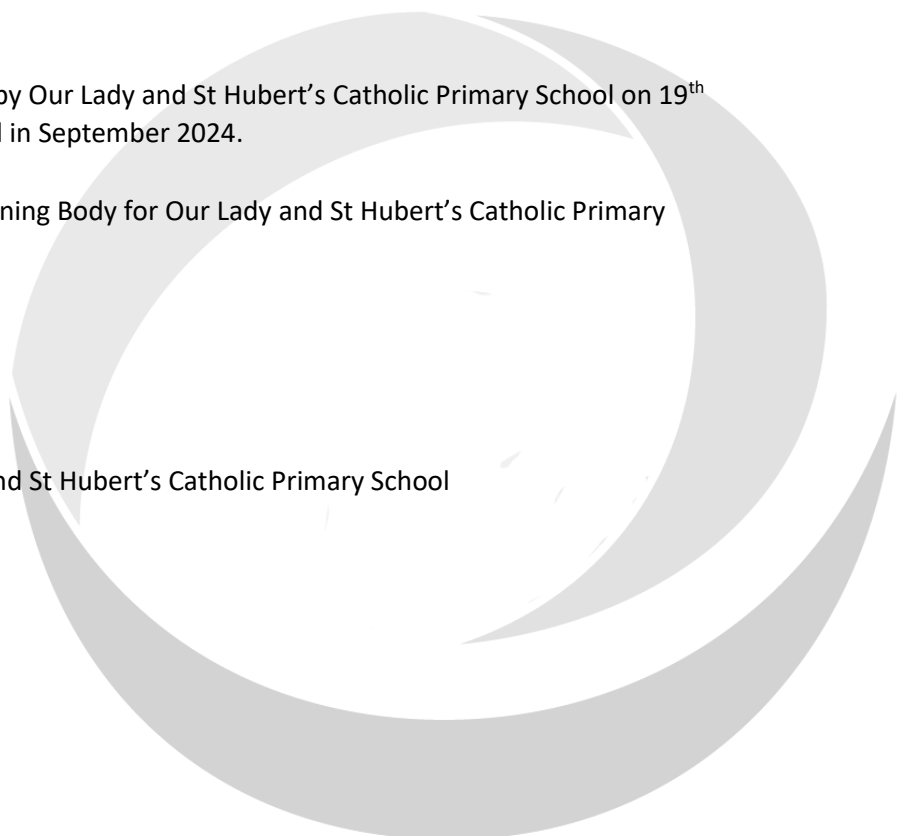 by Our Lady and St Hubert’s Catholic Primary School on 19th
in September 2024.
ning Body for Our Lady and St Hubert’s Catholic Primary
nd St Hubert’s Catholic Primary School